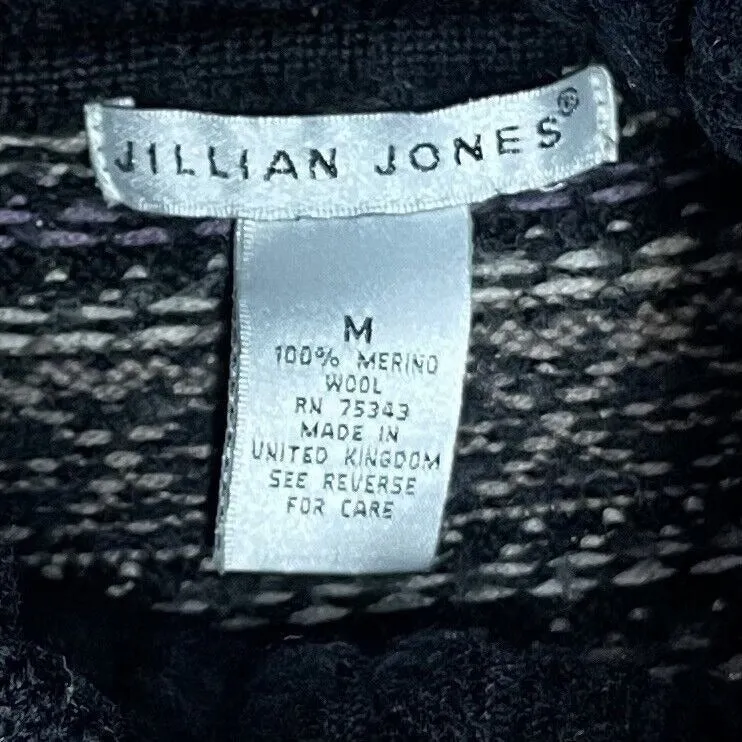 JILLIAN JONES®
M
100% MERINO
WOOL
RN 75343
MADE IN
UNITED KINGDOM
SEE REVERSE
FOR CARE